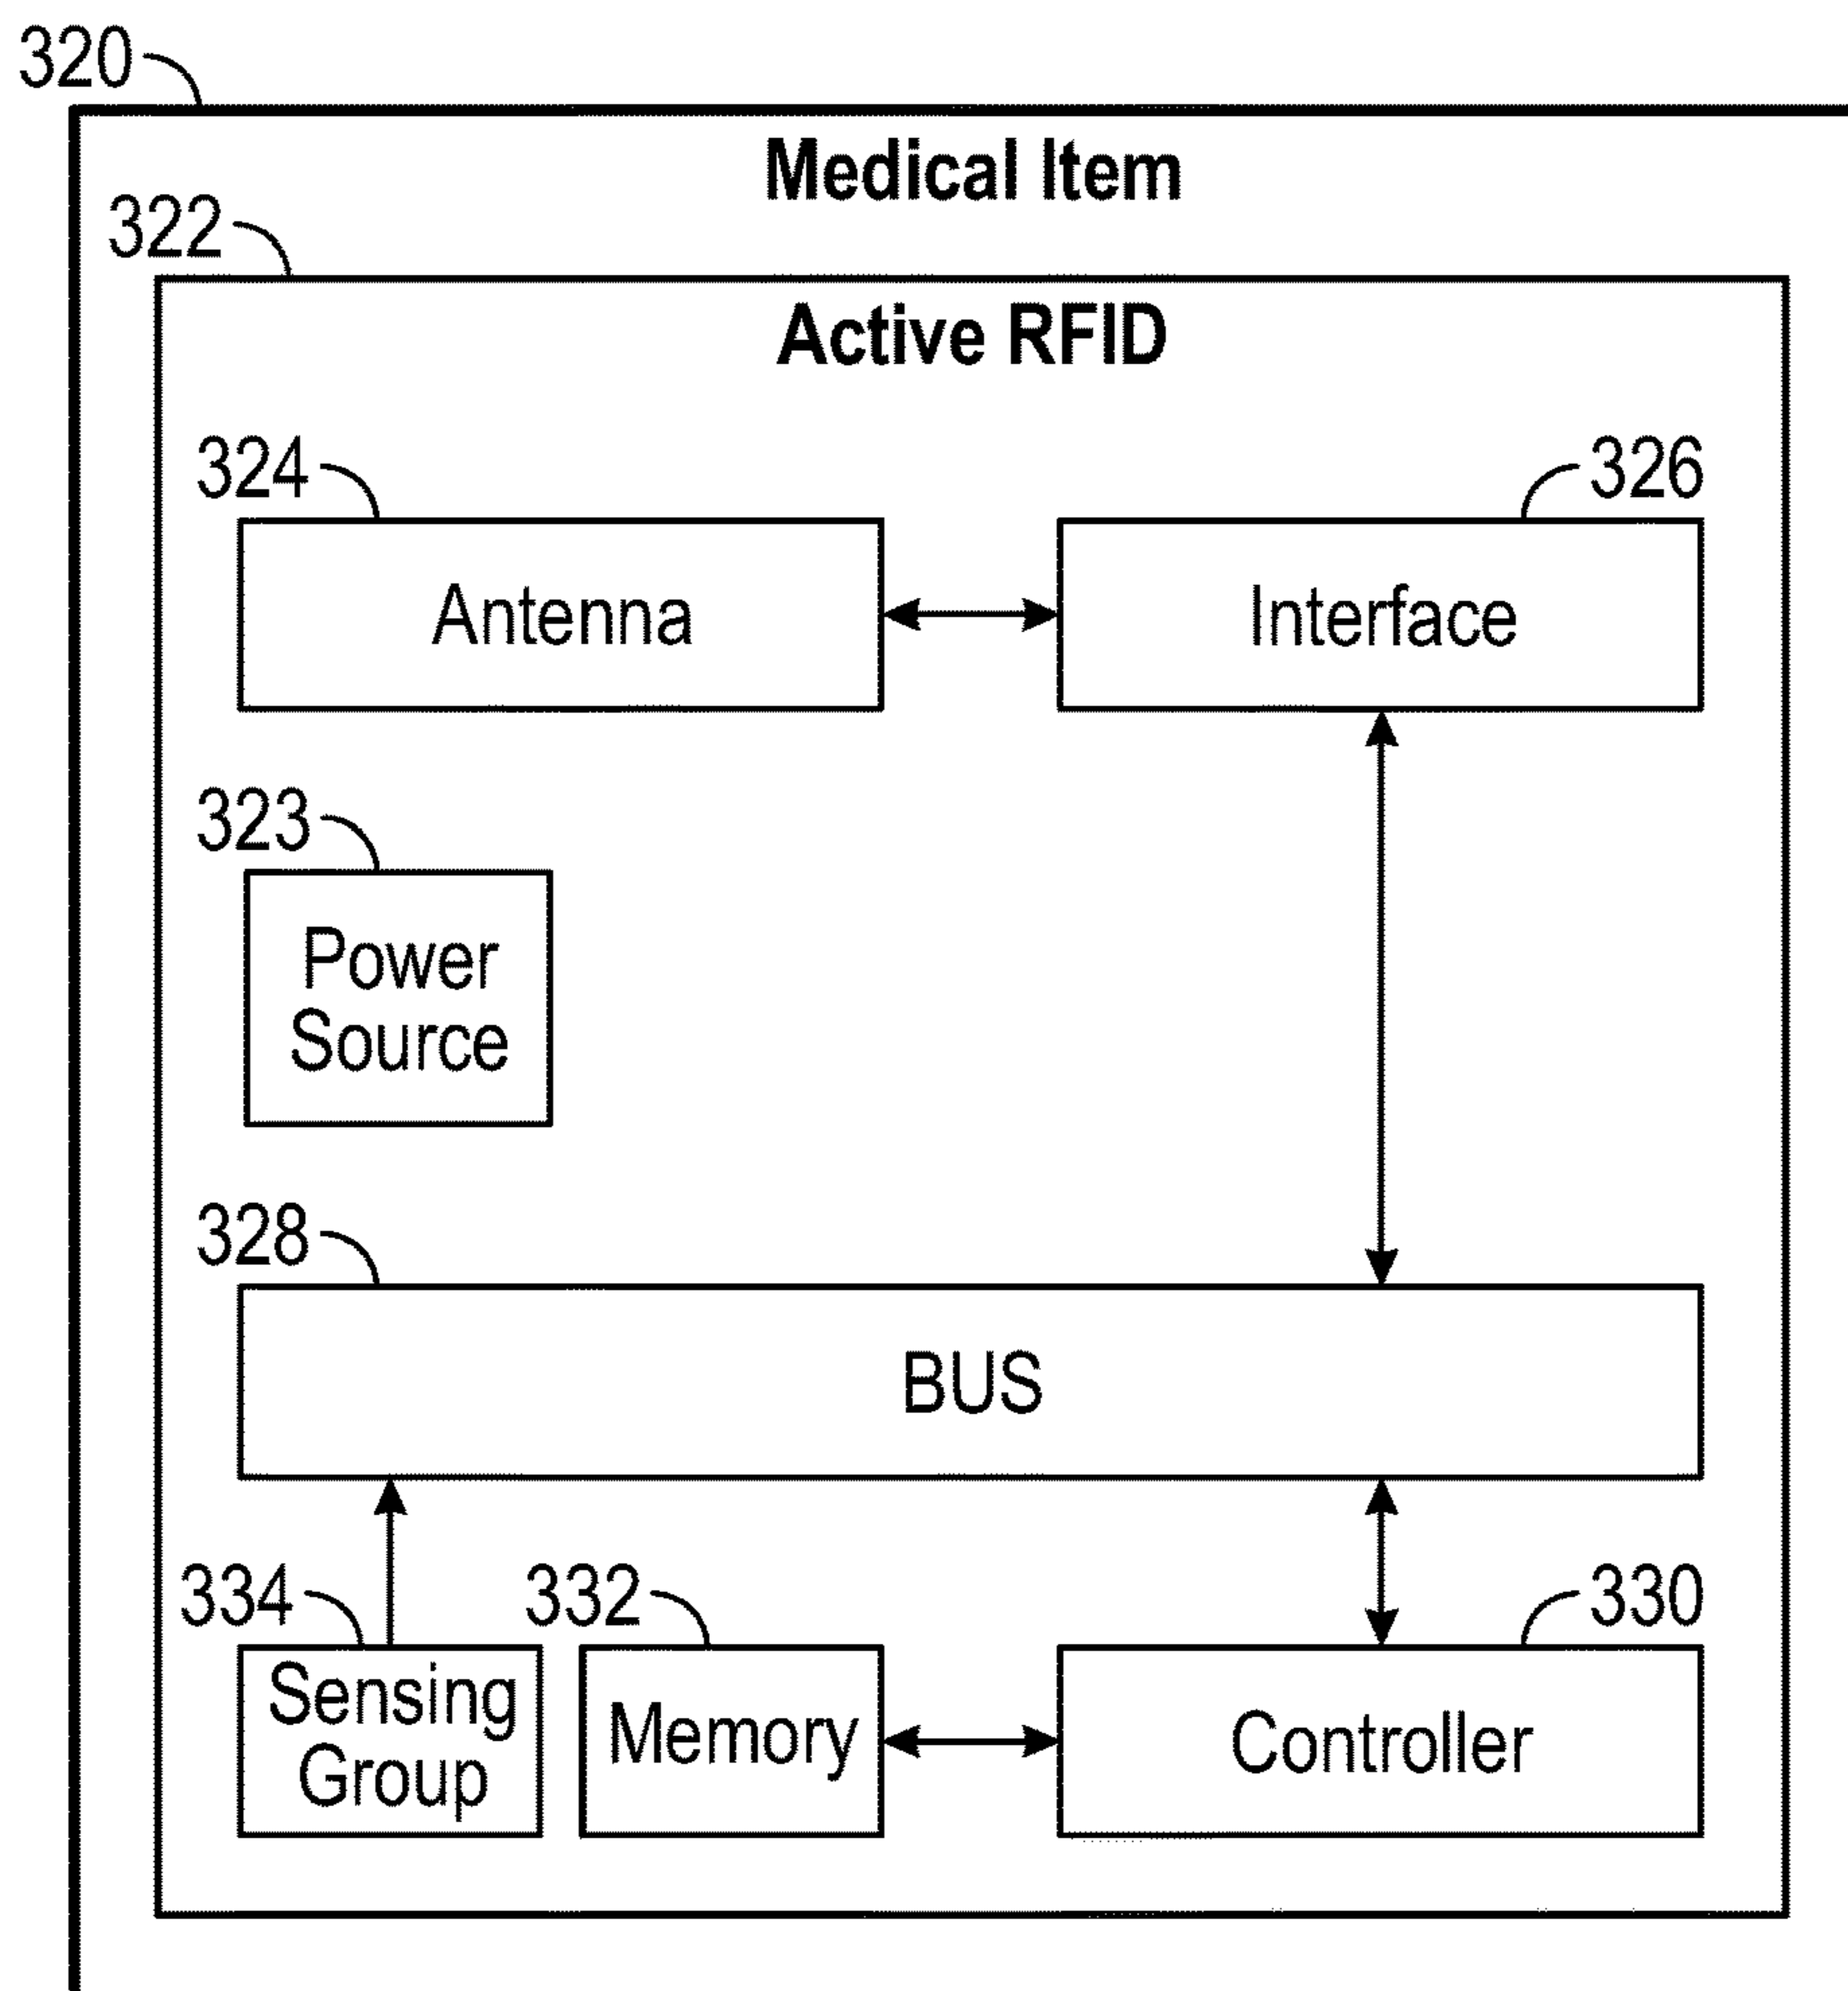 320
Medical Item
322
Active RFID
324
326
Antenna
Interface
323
Power
Source
328
BUS
334
332
330
Sensing
Group
Memory
Controller